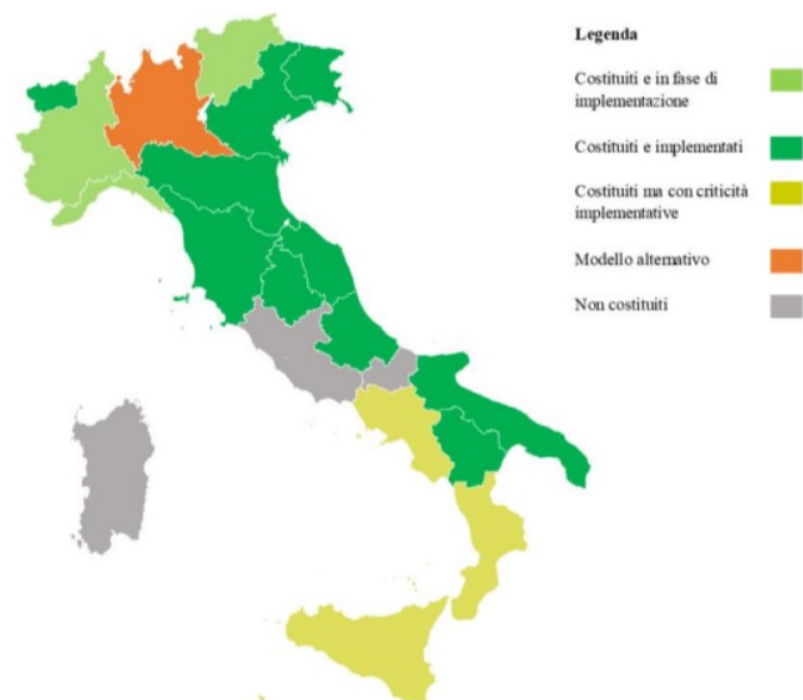 Legenda
Costituiti e in fase di
implementazione
Costituiti e implementati
Costituiti ma con criticità
implementative
Modello alternativo
Non costituiti